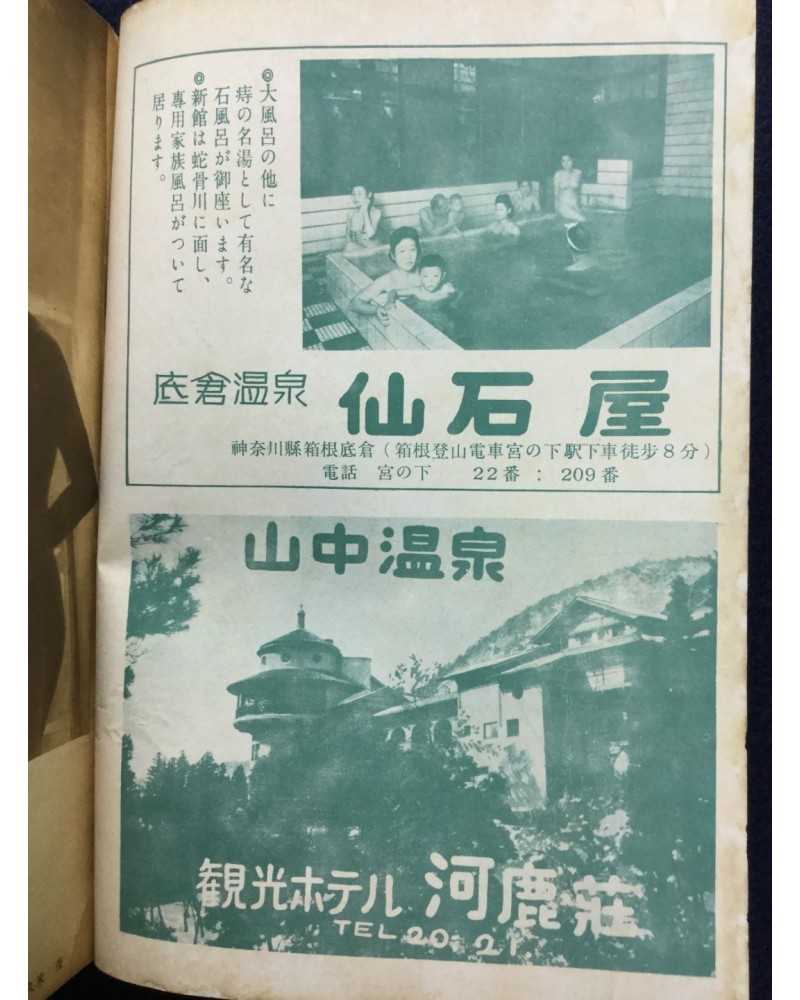 ◎大風呂の他に
痔の名湯として有名な
石風呂が御座います。
◎新館は蛇骨川に面し、
専用家族風呂がついて
居ります。
底倉温泉 仙石屋
神奈川縣箱根底倉(箱根登山電車宮の下駅下車徒歩8分)
電話 宮の下 22番 : 209番
山中温泉
観光ホテル 河鹿荘
TEL 20-21